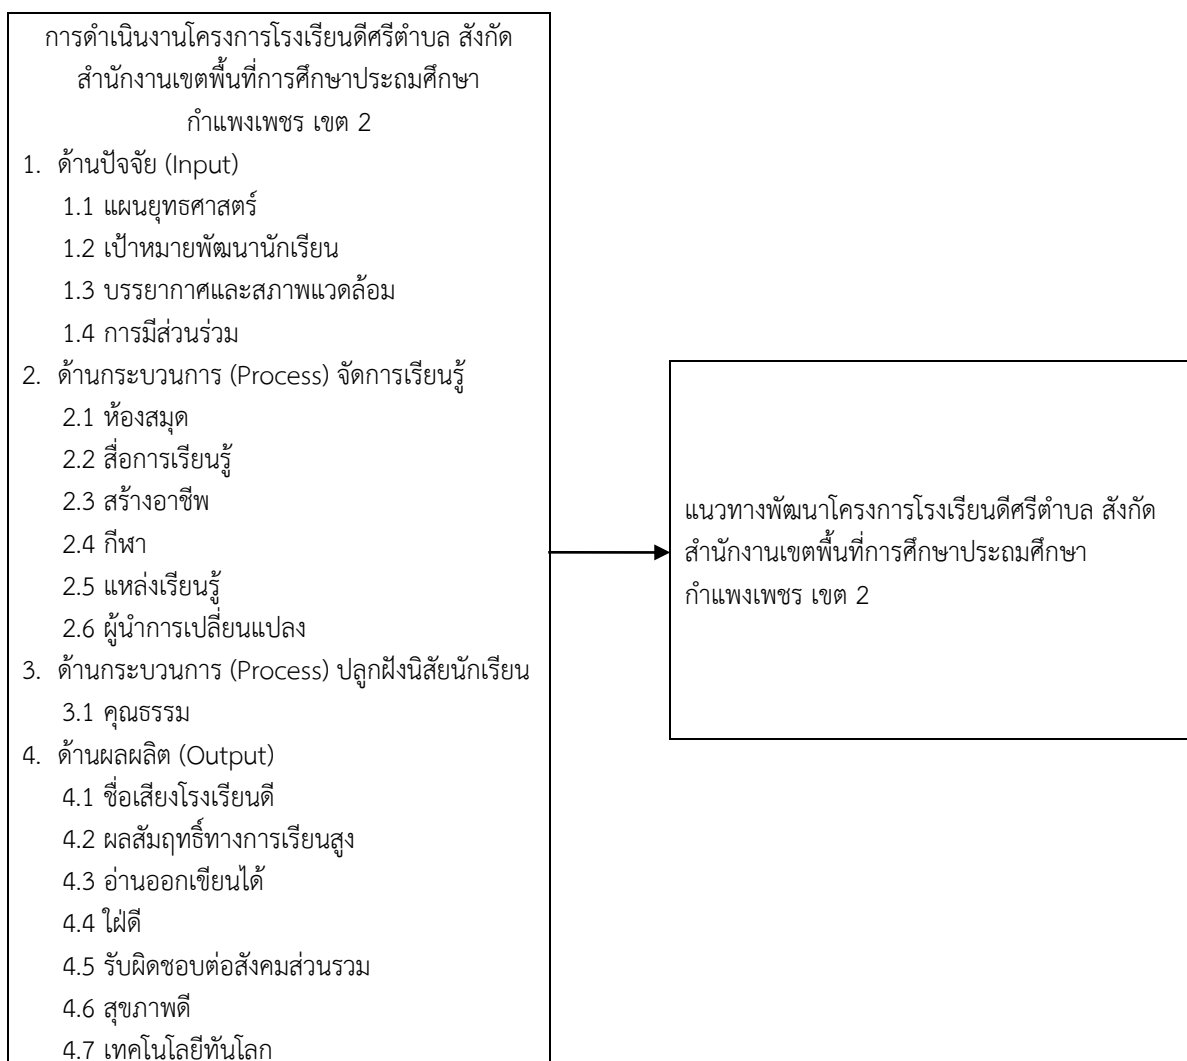 การดำเนินงานโครงการโรงเรียนดีศรีตำบล สังกัด
สำนักงานเขตพื้นที่การศึกษาประถมศึกษา
กำแพงเพชร เขต 2
1. ด้านปัจจัย (Input)
1.1 แผนยุทธศาสตร์
1.2 เป้าหมายพัฒนานักเรียน
1.3 บรรยากาศและสภาพแวดล้อม
1.4 การมีส่วนร่วม
2. ด้านกระบวนการ (Process) จัดการเรียนรู้
2.1 ห้องสมุด
2.2 สื่อการเรียนรู้
2.3 สร้างอาชีพ
2.4 กีฬา
2.5 แหล่งเรียนรู้
2.6 ผู้นำการเปลี่ยนแปลง
3. ด้านกระบวนการ (Process) ปลูกฝังนิสัยนักเรียน
3.1 คุณธรรม
4. ด้านผลผลิต (Output)
4.1 ชื่อเสียงโรงเรียนดี
4.2 ผลสัมฤทธิ์ทางการเรียนสูง
4.3 อ่านออกเขียนได้
4.4 ใฝ่ดี
4.5 รับผิดชอบต่อสังคมส่วนรวม
4.6 สุขภาพดี
4.7 เทคโนโลยีทันโลก
แนวทางพัฒนาโครงการโรงเรียนดีศรีตำบล สังกัด
สำนักงานเขตพื้นที่การศึกษาประถมศึกษา
กำแพงเพชร เขต 2